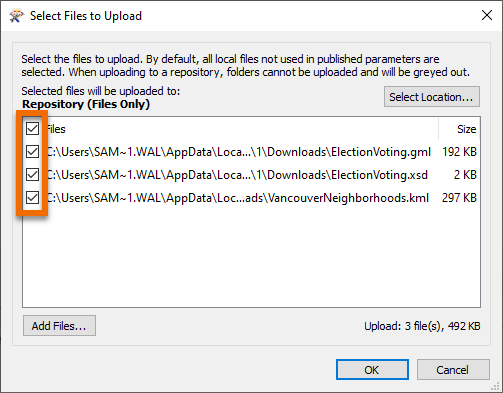 Select Files to Upload
Select the files to upload. By default, all local files not used in published parameters are
selected. When uploading to a repository, folders cannot be uploaded and will be greyed out.
Selected files will be uploaded to:
Repository (Files Only)
Select Location...
Files Size
C:\Users\SAM~1.WAL\AppData\Loca...\1\Downloads\ElectionVoting.gml 192 KB
C:\Users\SAM~1.WAL\AppData\Loca...\1\Downloads\ElectionVoting.xsd 2 KB
C:\Users\SAM~1.WAL\AppData\Loc...ads\VancouverNeighborhoods.kml 297 KB
Add Files... Upload: 3 file(s), 492 KB
OK Cancel